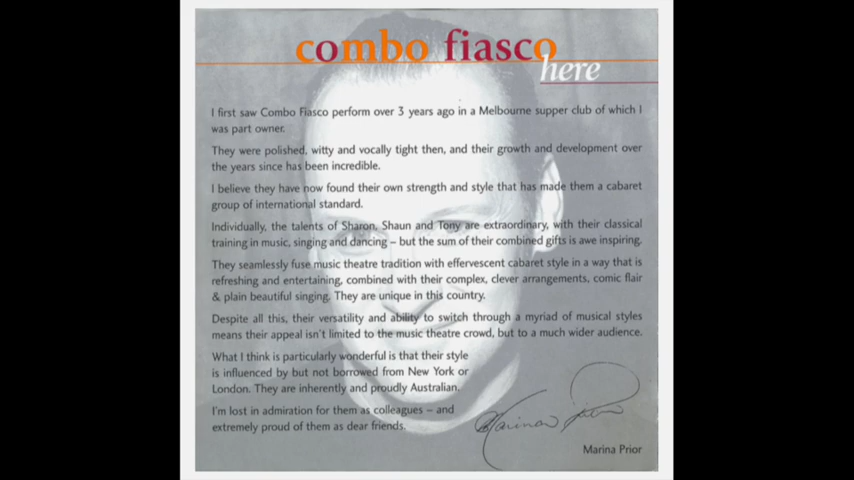 combo fiasco
here
I first saw Combo Fiasco perform over 3 years ago in a Melbourne supper club of which I
was part owner.
They were polished, witty and vocally tight then, and their growth and development over
the years since has been incredible.
I believe they have now found their own strength and style that has made them a cabaret
group of international standard.
Individually, the talents of Sharon, Shaun and Tony are extraordinary, with their classical
training in music, singing and dancing – but the sum of their combined gifts is awe inspiring.
They seamlessly fuse music theatre tradition with effervescent cabaret style in a way that is
refreshing and entertaining, combined with their complex, clever arrangements, comic flair
& plain beautiful singing. They are unique in this country.
Despite all this, their versatility and ability to switch through a myriad of musical styles
means their appeal isn't limited to the music theatre crowd, but to a much wider audience.
What I think is particularly wonderful is that their style
is influenced by but not borrowed from New York or
London. They are inherently and proudly Australian.
I'm lost in admiration for them as colleagues – and
extremely proud of them as dear friends.
Marina Prior
Marina Prior